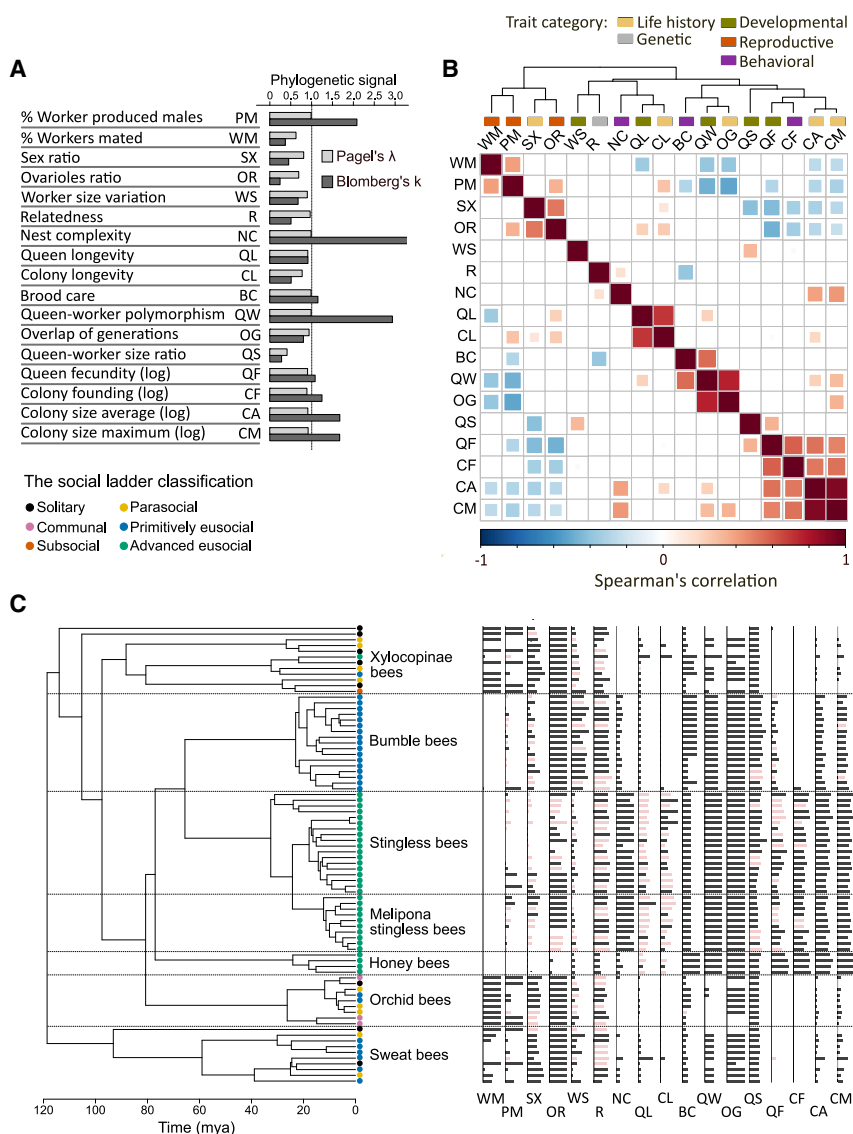 Trait category: Life history Developmental
Genetic Reproductive
Behavioral
A
Phylogenetic signal
0 0,5 1 2,0 3,0
% Worker produced males PM
% Workers mated WM
Sex ratio SX
Ovarioles ratio OR
Worker size variation WS
Relatedness R
Nest complexity NC
Queen longevity QL
Colony longevity CL
Brood care BC
Queen-worker polymorphism QW
Overlap of generations OG
Queen-worker size ratio QS
Queen fecundity (log) QF
Colony founding (log) CF
Colony size average (log) CA
Colony size maximum (log) CM
Pagel's λ
Blomberg's k
The social ladder classification
Solitary Parasocial
Communal Primitively eusocial
Subsocial Advanced eusocial
B
WM PM SX OR WS R NC QL CL BC QW OG QS QF CF CA CM
WM
PM
SX
OR
WS
R
NC
QL
CL
BC
QW
OG
QS
QF
CF
CA
CM
-1 0 1
Spearman's correlation
C
Xylocopinae
bees
Bumble bees
Stingless bees
Melipona
stingless bees
Honey bees
Orchid bees
Sweat bees
120 100 80 60 40 20 0
Time (mya)
WM PM SX OR WS R NC QL CL BC QW OG QS QF CF CA CM